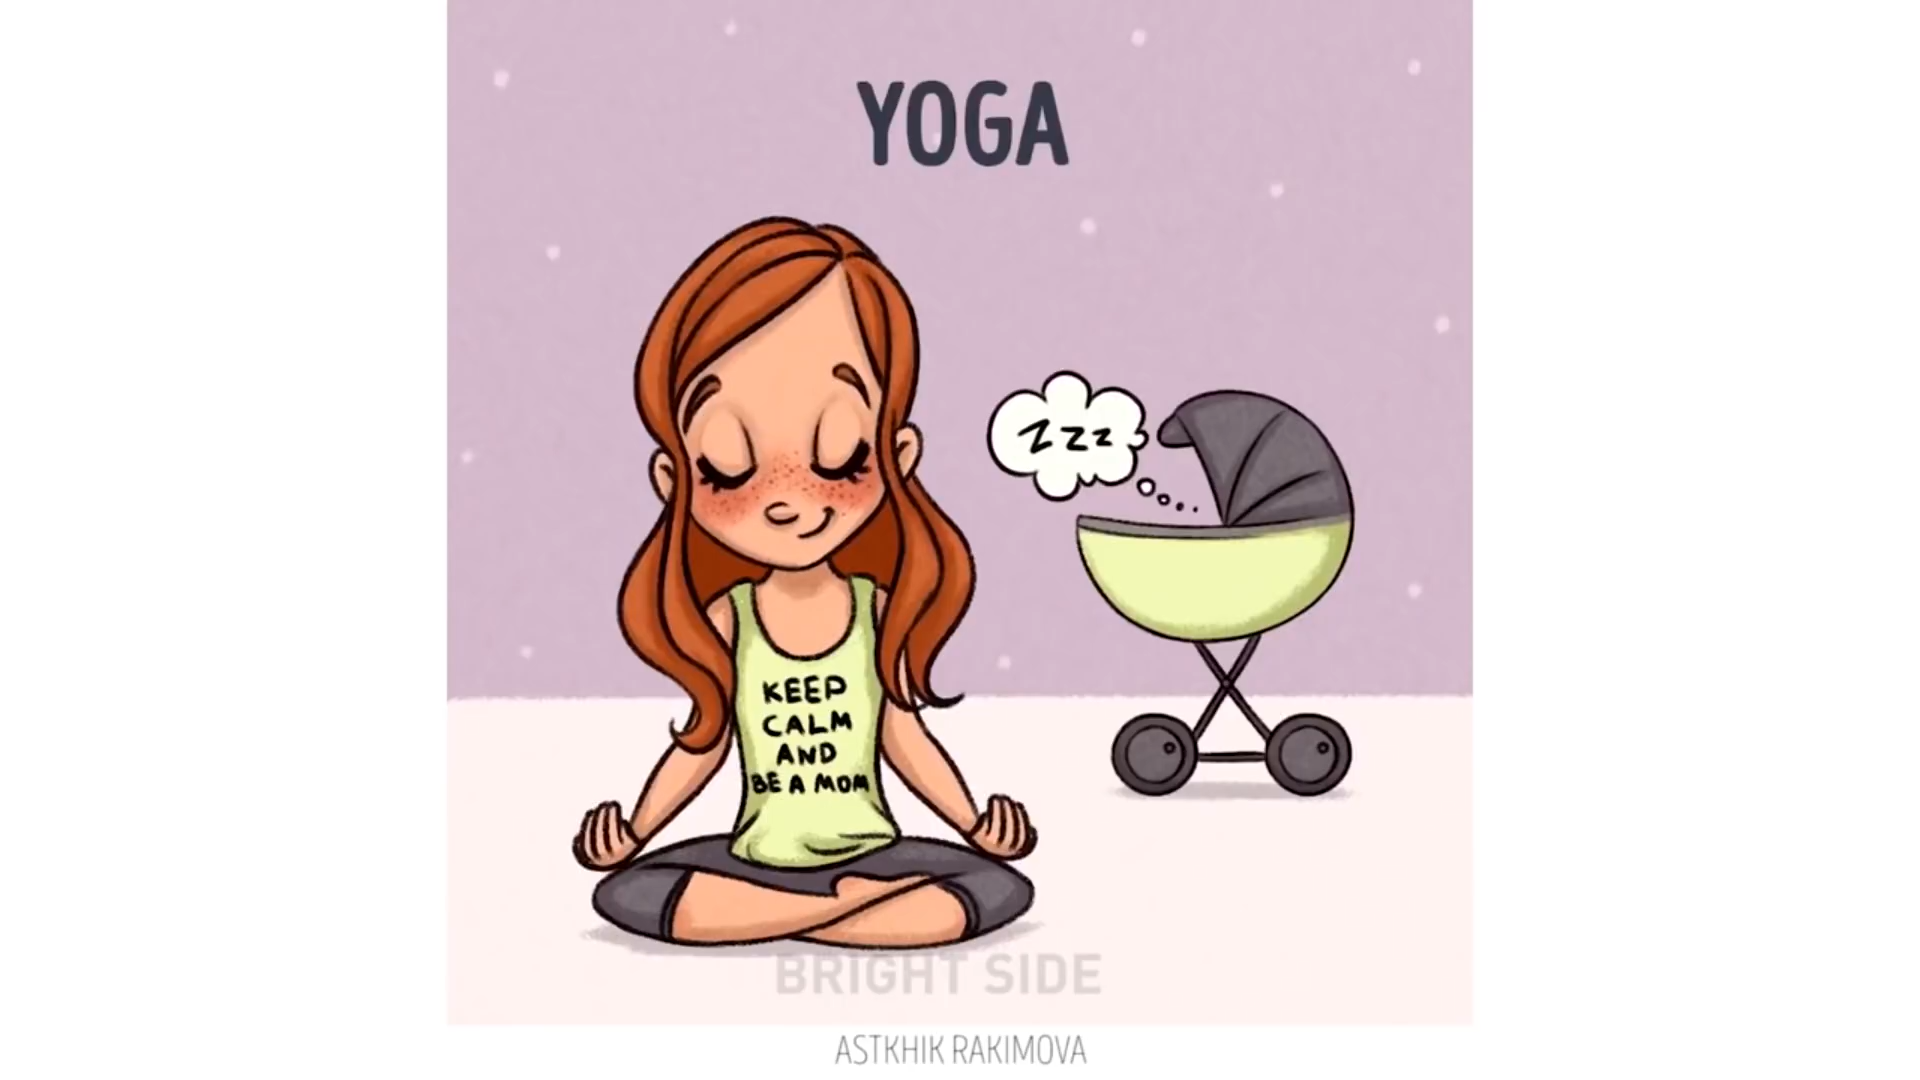 YOGA
zzz
KEEP
CALM
AND
BE A MOM
BRIGHT SIDE
ASTKHIK RAKIMOVA